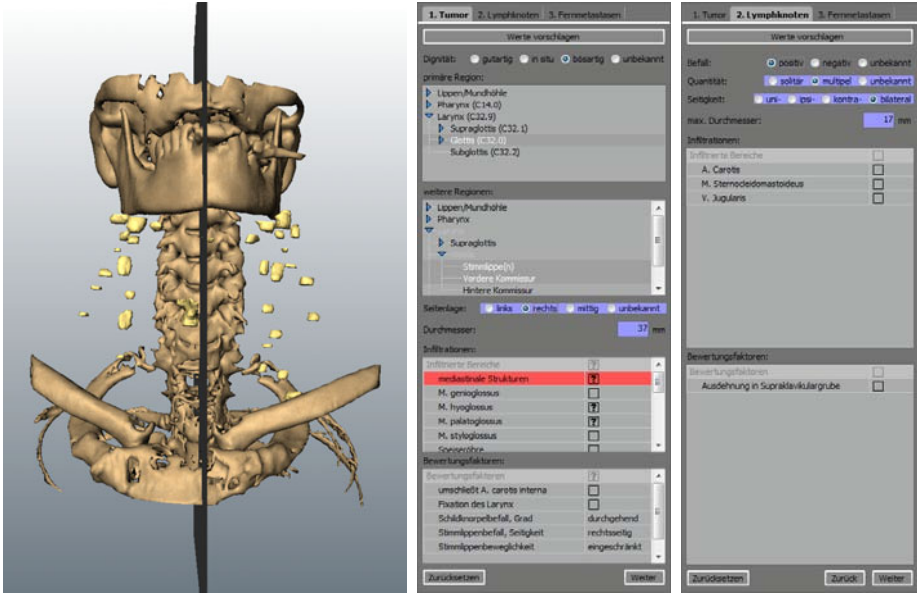 1. Tumor 2. Lymphknoten 3. Fernmetastasen
Werte vorschlagen
Dignität: gutartig in situ bösartig unbekannt
primäre Region:
Lippen/Mundhöhle
Pharynx (C14.0)
Larynx (C32.9)
Supraglottis (C32.1)
Glottis (C32.0)
Subglottis (C32.2)
weitere Regionen:
Lippen/Mundhöhle
Pharynx
Supraglottis
Stimmlippe(n)
Vordere Kommissur
Hintere Kommissur
Seitenlage: links rechts mittig unbekannt
Durchmesser: 37 mm
Infiltrationen:
Infiltrierte Bereiche ?
mediastinale Strukturen ?
M. genioglossus
M. hyoglossus ?
M. palatoglossus ?
M. styloglossus
Speiseröhre
Bewertungsfaktoren:
Bewertungsfaktoren ?
umschließt A. carotis interna
Fixation des Larynx
Schildknorpelbefall, Grad durchgehend
Stimmlippenbefall, Seitigkeit rechtsseitig
Stimmlippenbeweglichkeit eingeschränkt
Zurücksetzen Weiter
1. Tumor 2. Lymphknoten 3. Fernmetastasen
Werte vorschlagen
Befall: positiv negativ unbekannt
Quantität: solitär multipel unbekannt
Seitigkeit: uni- ipsi- kontra- bilateral
max. Durchmesser: 17 mm
Infiltrationen:
Infiltrierte Bereiche
A. Carotis
M. Sternocleidomastoideus
V. Jugularis
Bewertungsfaktoren:
Bewertungsfaktoren
Ausdehnung in Supraklavikulargrube
Zurücksetzen Zurück Weiter